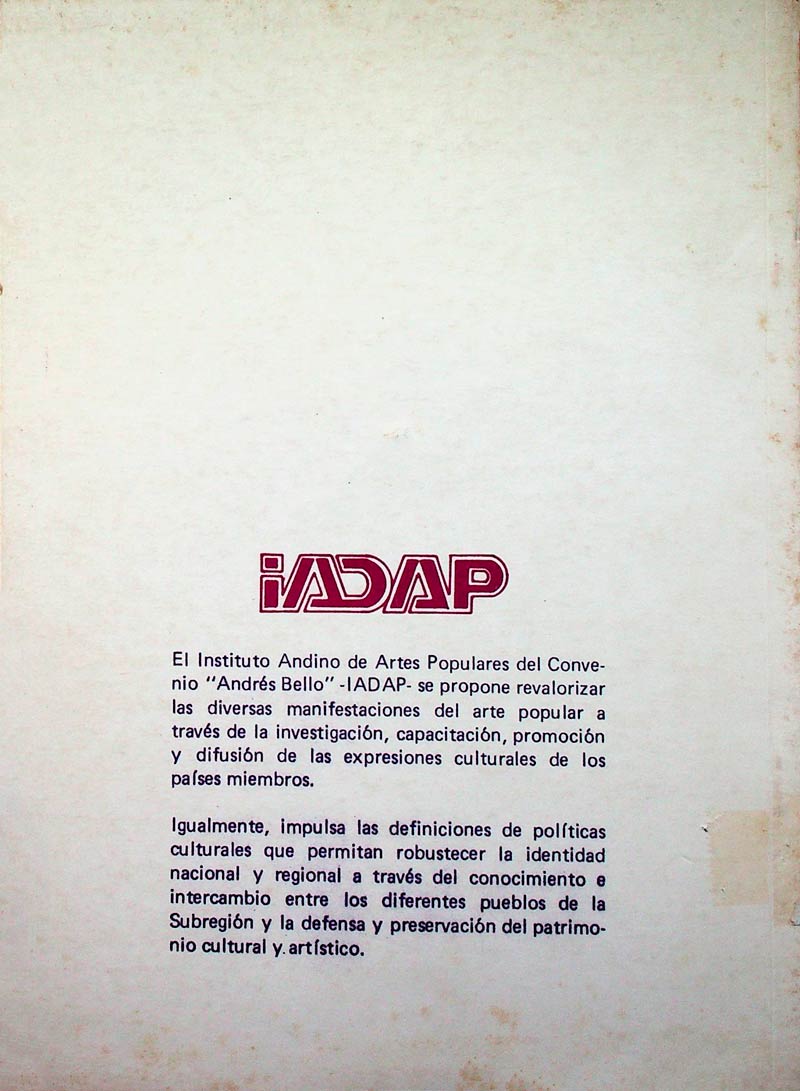 iADAP
El Instituto Andino de Artes Populares del Conve-
nio "Andrés Bello" -IADAP- se propone revalorizar
las diversas manifestaciones del arte popular a
través de la investigación, capacitación, promoción
y difusión de las expresiones culturales de los
países miembros.
Igualmente, impulsa las definiciones de políticas
culturales que permitan robustecer la identidad
nacional y regional a través del conocimiento e
intercambio entre los diferentes pueblos de la
Subregión y la defensa y preservación del patrimo-
nio cultural y.artístico.